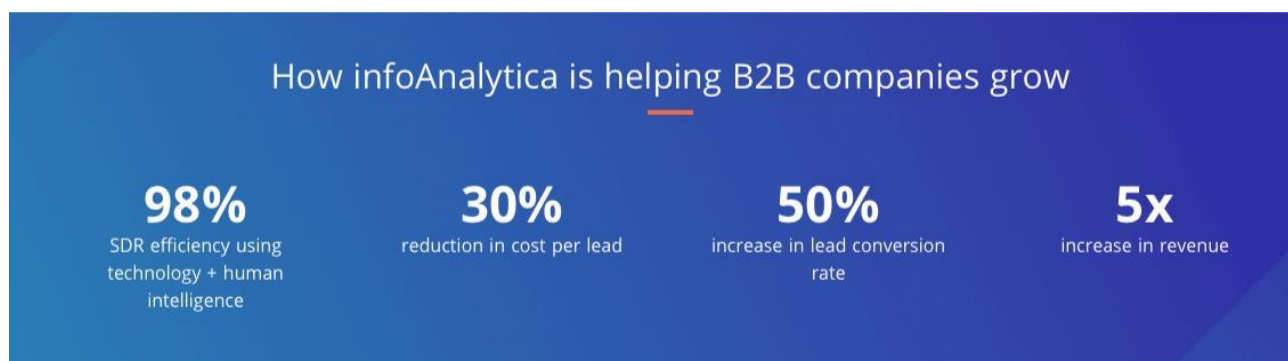 How infoAnalytica is helping B2B companies grow
98%
SDR efficiency using
technology + human
intelligence
30%
reduction in cost per lead
50%
increase in lead conversion
rate
5x
increase in revenue